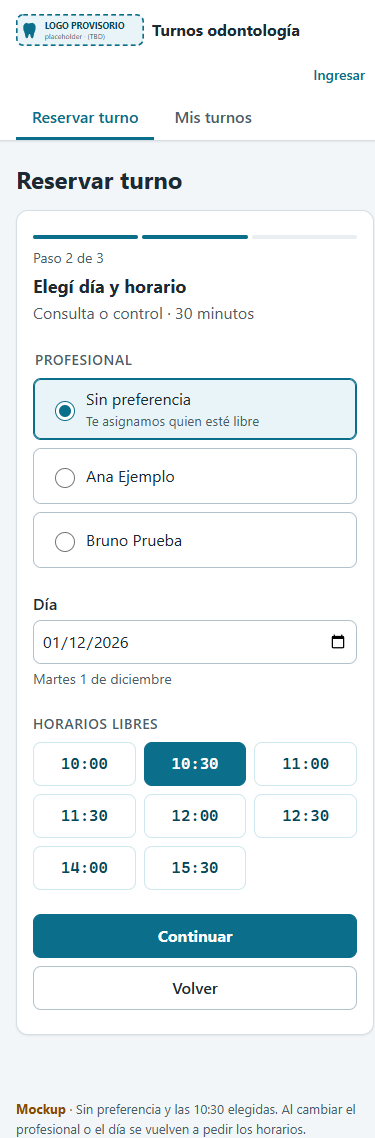 LOGO PROVISORIO
placeholder · (TBD)
Turnos odontología
Ingresar
Reservar turno
Mis turnos
Reservar turno
Paso 2 de 3
Elegí día y horario
Consulta o control · 30 minutos
PROFESIONAL
Sin preferencia
Te asignamos quien esté libre
Ana Ejemplo
Bruno Prueba
Día
01/12/2026
Martes 1 de diciembre
HORARIOS LIBRES
10:00
10:30
11:00
11:30
12:00
12:30
14:00
15:30
Continuar
Volver
Mockup · Sin preferencia y las 10:30 elegidas. Al cambiar el
profesional o el día se vuelven a pedir los horarios.